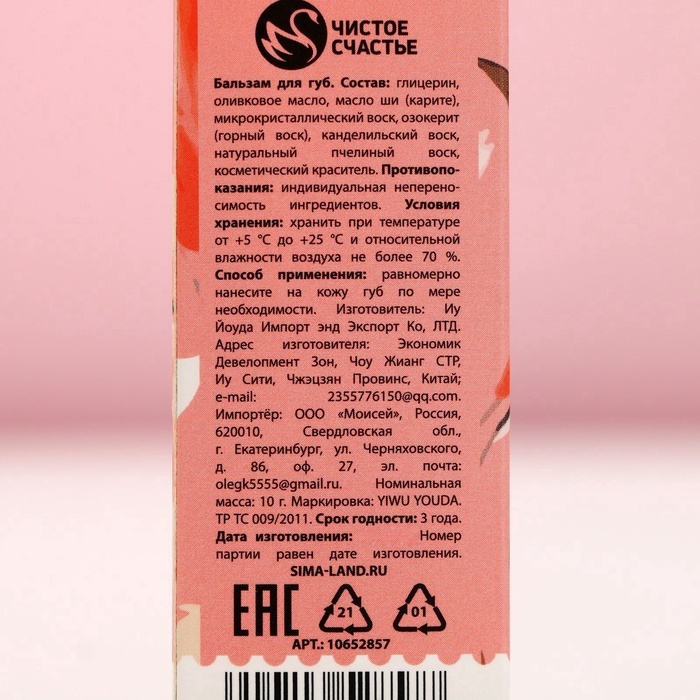 ЧИСТОЕ
СЧАСТЬЕ
Бальзам для губ. Состав: глицерин,
оливковое масло, масло ши (карите),
микрокристаллический воск, озокерит
(горный воск), канделильский воск,
натуральный пчелиный воск,
косметический краситель. Противопо-
казания: индивидуальная неперено-
симость ингредиентов. Условия
хранения: хранить при температуре
от +5 °С до +25 °С и относительной
влажности воздуха не более 70 %.
Способ применения: равномерно
нанесите на кожу губ по мере
необходимости. Изготовитель: Иу
Йоуда Импорт энд Экспорт Ко, ЛТД.
Адрес изготовителя: Экономик
Девелопмент Зон, Чоу Жианг СТР,
Иу Сити, Чжэцзян Провинс, Китай;
e-mail: 2355776150@qq.com.
Импортёр: ООО «Моисей», Россия,
620010, Свердловская обл.,
г. Екатеринбург, ул. Черняховского,
д. 86, оф. 27, эл. почта:
olegk5555@gmail.ru. Номинальная
масса: 10 г. Маркировка: YIWU YOUDA.
ТР ТС 009/2011. Срок годности: 3 года.
Дата изготовления: Номер
партии равен дате изготовления.
SIMA-LAND.RU
EAC 21 01
АРТ.: 10652857